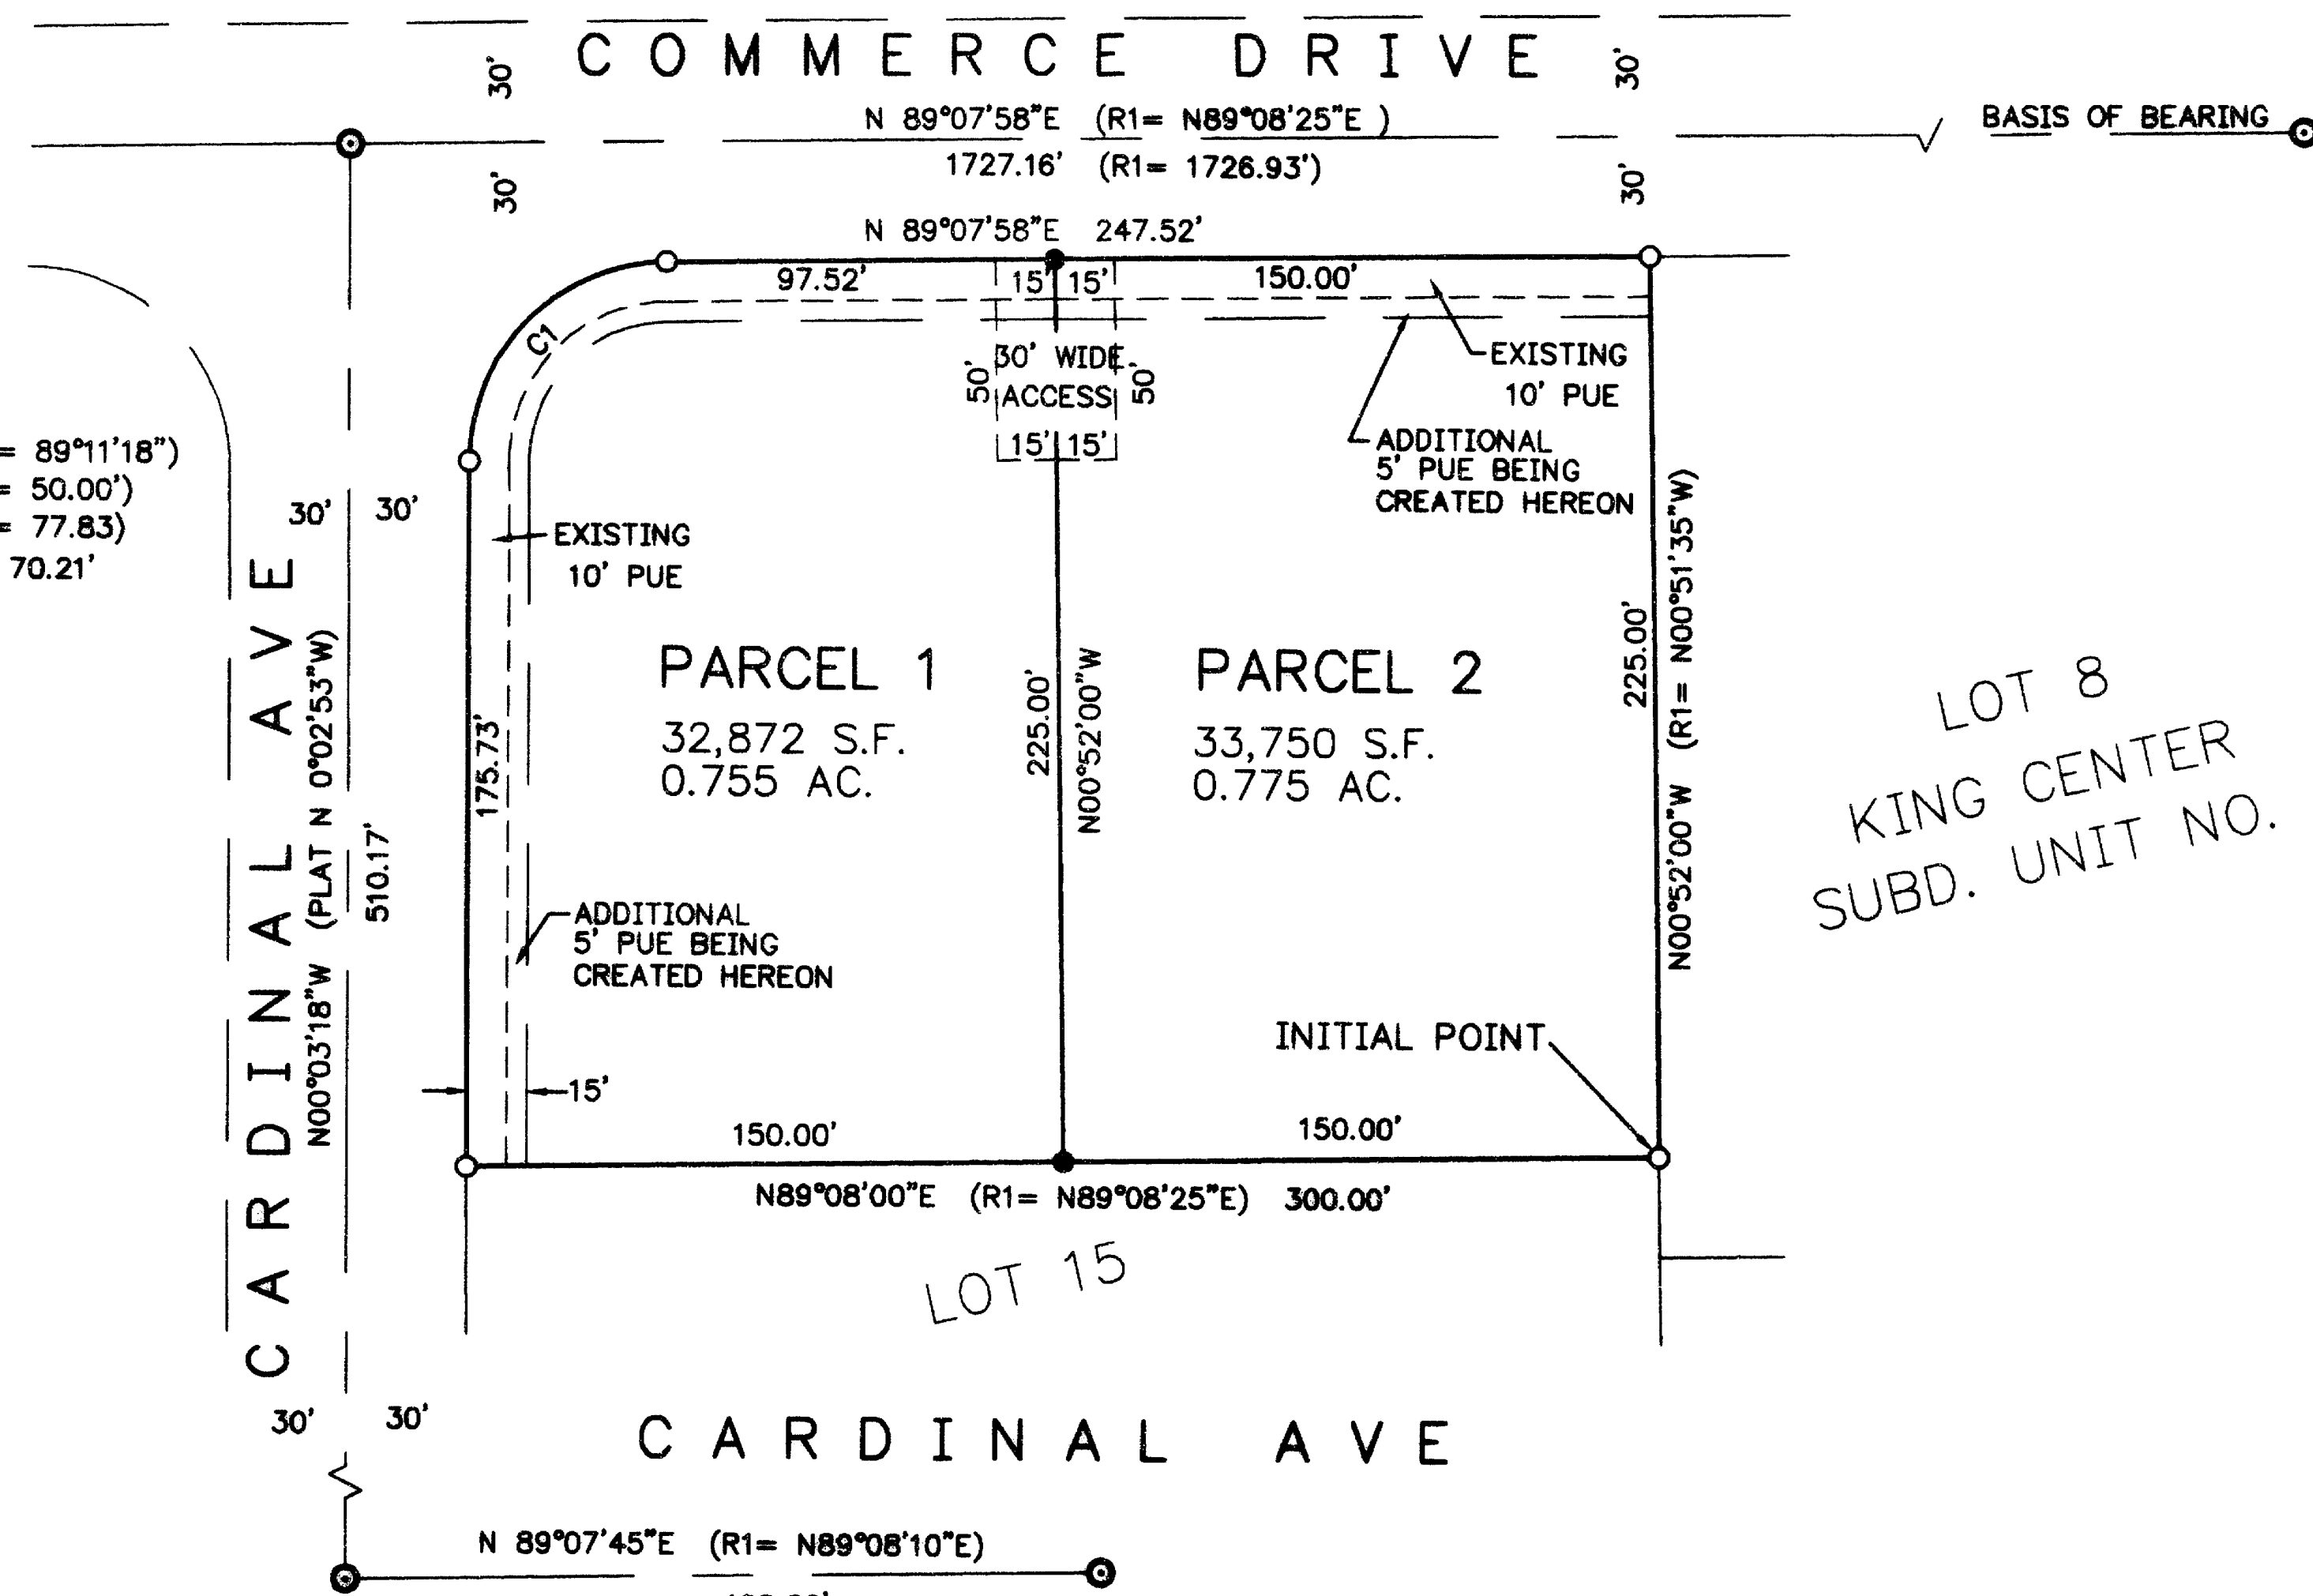 COMMERCE DRIVE
30'
30'
N 89°07'58"E (R1= N89°08'25"E )
BASIS OF BEARING
1727.16' (R1= 1726.93')
30'
30'
N 89°07'58"E 247.52'
97.52'
15' 15'
150.00'
C1
30' WIDE
ACCESS
50'
50'
15' 15'
EXISTING
10' PUE
ADDITIONAL
5' PUE BEING
CREATED HEREON
= 89°11'18")
= 50.00')
= 77.83)
70.21'
30' 30'
EXISTING
10' PUE
CARDINAL AVE
N00°03'18"W (PLAT N 0°02'53"W)
510.17'
175.73'
PARCEL 1
32,872 S.F.
0.755 AC.
225.00'
N00°52'00"W
PARCEL 2
33,750 S.F.
0.775 AC.
225.00'
N00°52'00"W (R1= N00°51'35"W)
LOT 8
KING CENTER
SUBD. UNIT NO.
ADDITIONAL
5' PUE BEING
CREATED HEREON
INITIAL POINT
15'
150.00'
150.00'
N89°08'00"E (R1= N89°08'25"E) 300.00'
LOT 15
30' 30'
CARDINAL AVE
N 89°07'45"E (R1= N89°08'10"E)